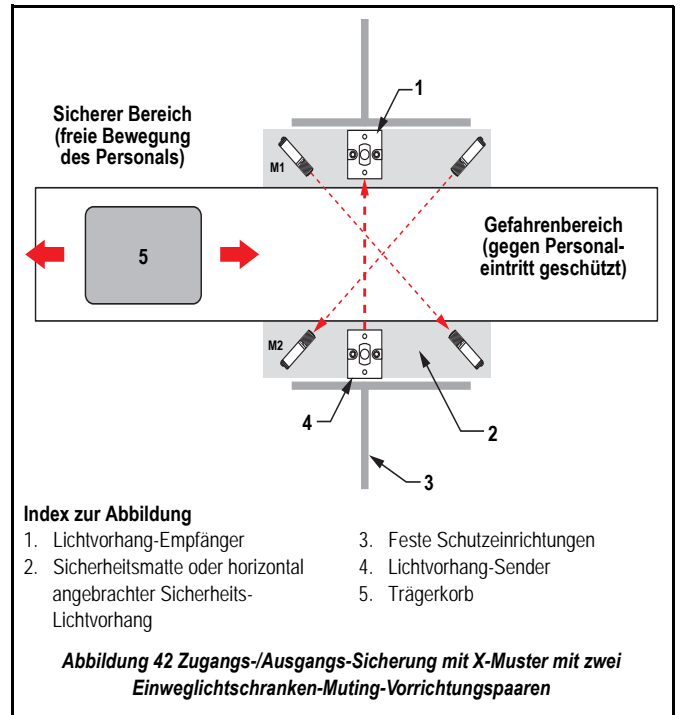 1
Sicherer Bereich
(freie Bewegung
des Personals)
M1
Gefahrenbereich
(gegen Personal-
eintritt geschützt)
5
M2
4
2
3
Index zur Abbildung
1. Lichtvorhang-Empfänger
2. Sicherheitsmatte oder horizontal
angebrachter Sicherheits-
Lichtvorhang
3. Feste Schutzeinrichtungen
4. Lichtvorhang-Sender
5. Trägerkorb
Abbildung 42 Zugangs-/Ausgangs-Sicherung mit X-Muster mit zwei
Einweglichtschranken-Muting-Vorrichtungspaaren